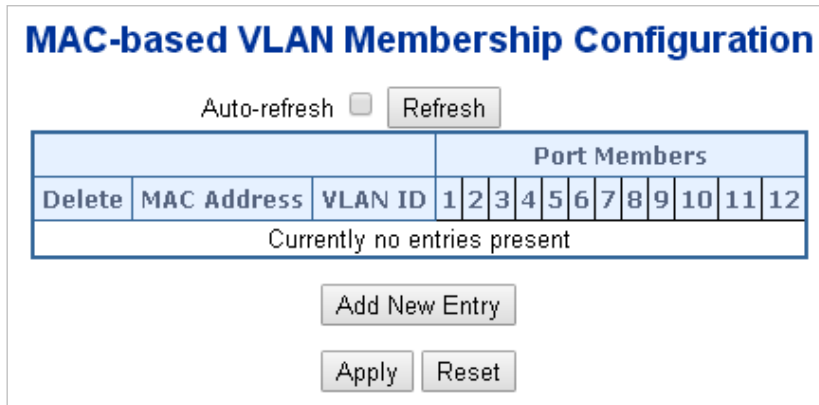 MAC-based VLAN Membership Configuration
Auto-refresh Refresh
Port Members
Delete MAC Address VLAN ID 1 2 3 4 5 6 7 8 9 10 11 12
Currently no entries present
Add New Entry
Apply Reset